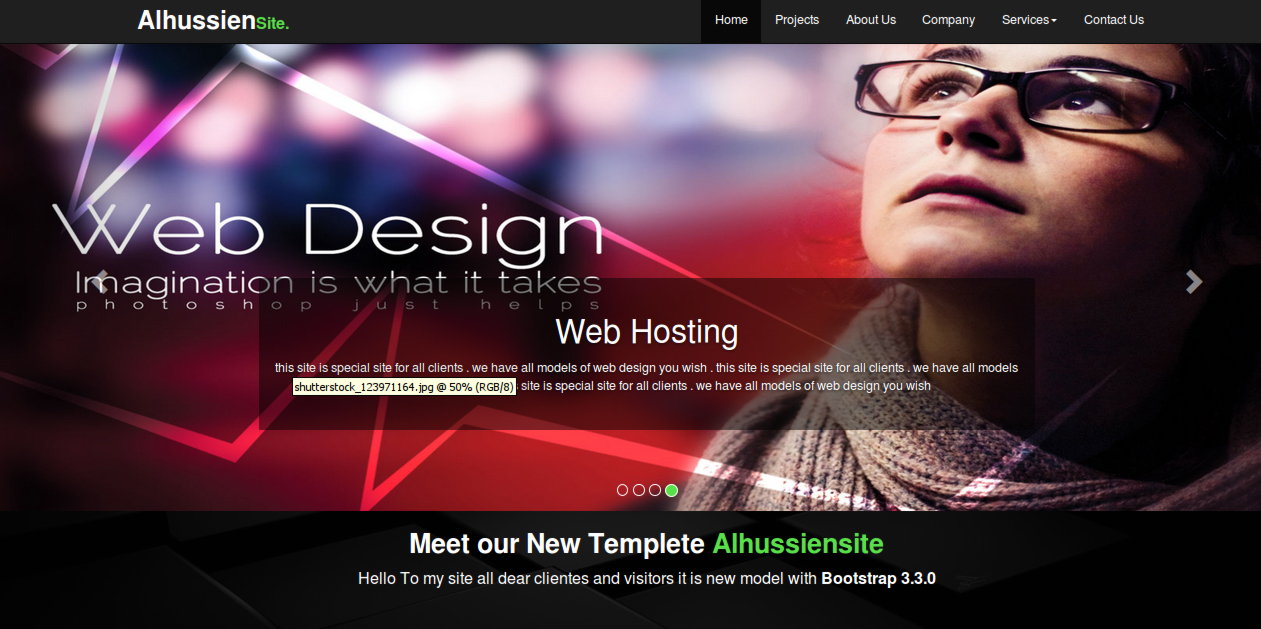 AlhussienSite.
Home Projects About Us Company Services Contact Us
Web Design
Imagination is what it takes
photoshop just helps
Web Hosting
this site is special site for all clients . we have all models of web design you wish . this site is special site for all clients . we have all models
shutterstock_123971164.jpg @ 50% (RGB/8) site is special site for all clients . we have all models of web design you wish
Meet our New Templete Alhussiensite
Hello To my site all dear clientes and visitors it is new model with Bootstrap 3.3.0